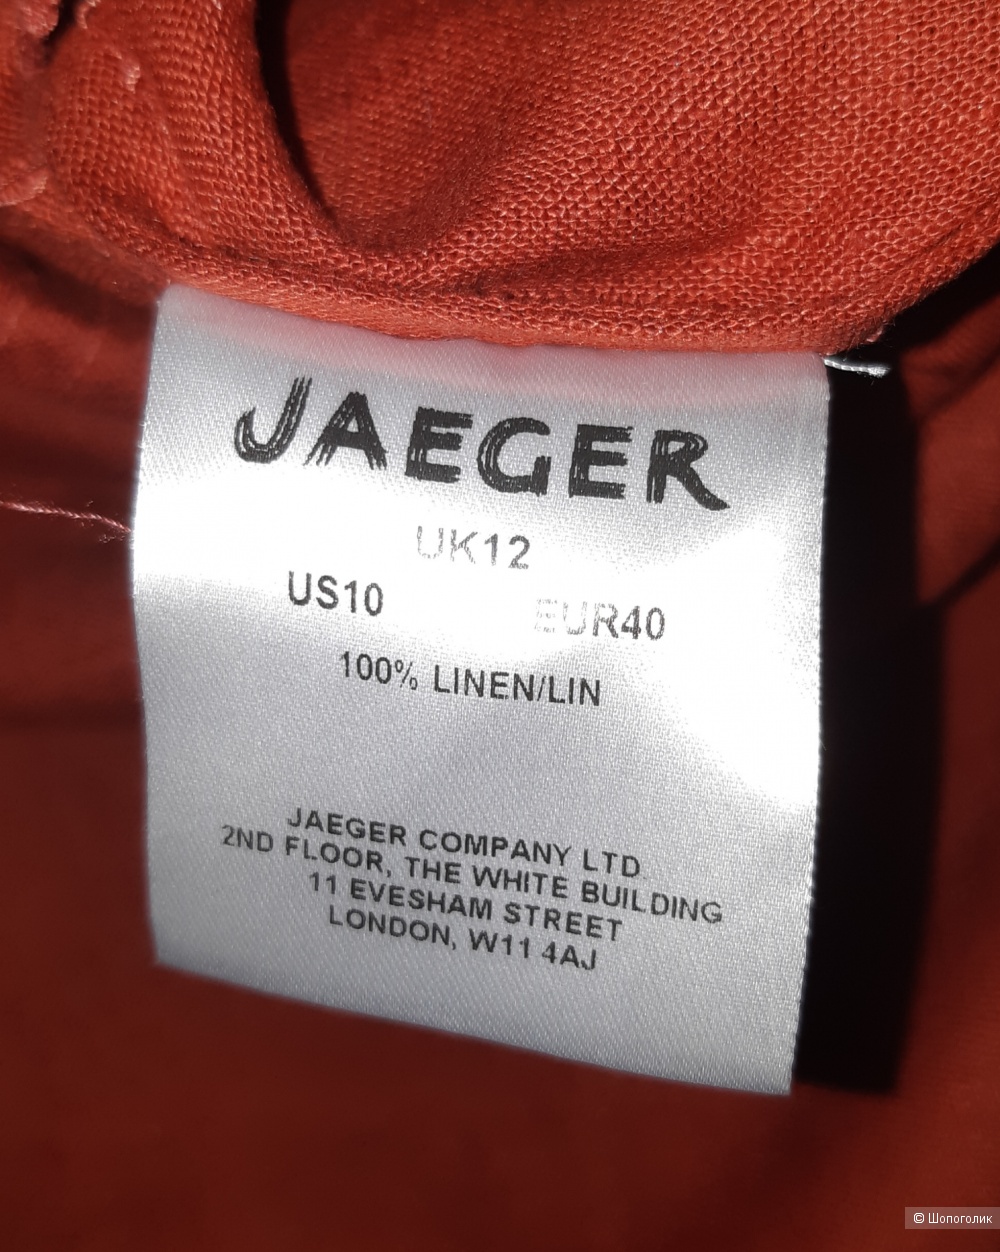 JAEGER
UK12
US10 EUR40
100% LINEN/LIN
JAEGER COMPANY LTD.
2ND FLOOR, THE WHITE BUILDING
11 EVESHAM STREET
LONDON, W11 4AJ
© Шопоголик